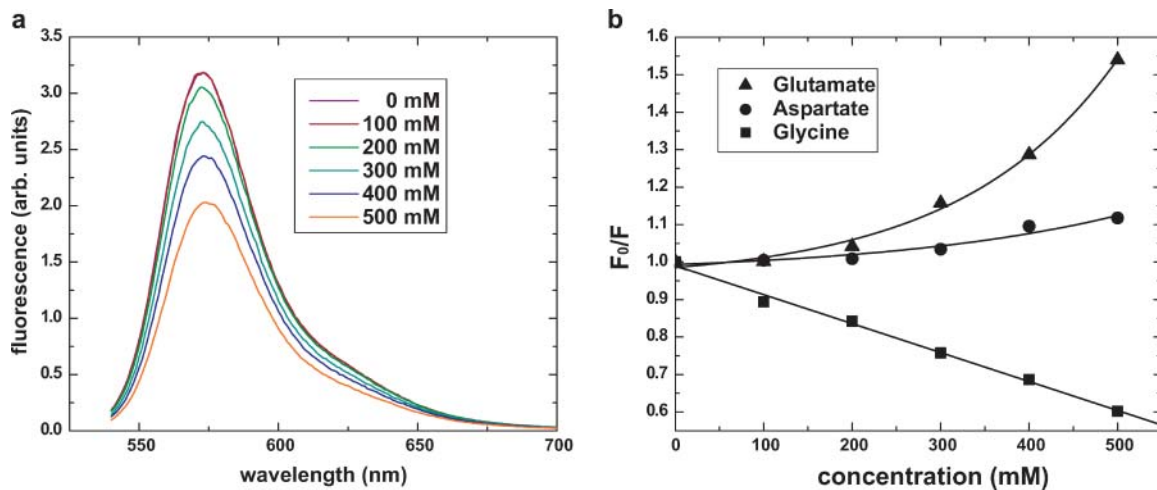 a
3.5
3.0
2.5
2.0
1.5
1.0
0.5
0.0
fluorescence (arb. units)
0 mM
100 mM
200 mM
300 mM
400 mM
500 mM
550
600
650
700
wavelength (nm)
b
1.6
1.5
1.4
1.3
1.2
1.1
1.0
0.9
0.8
0.7
0.6
F₀/F
Glutamate
Aspartate
Glycine
0
100
200
300
400
500
concentration (mM)